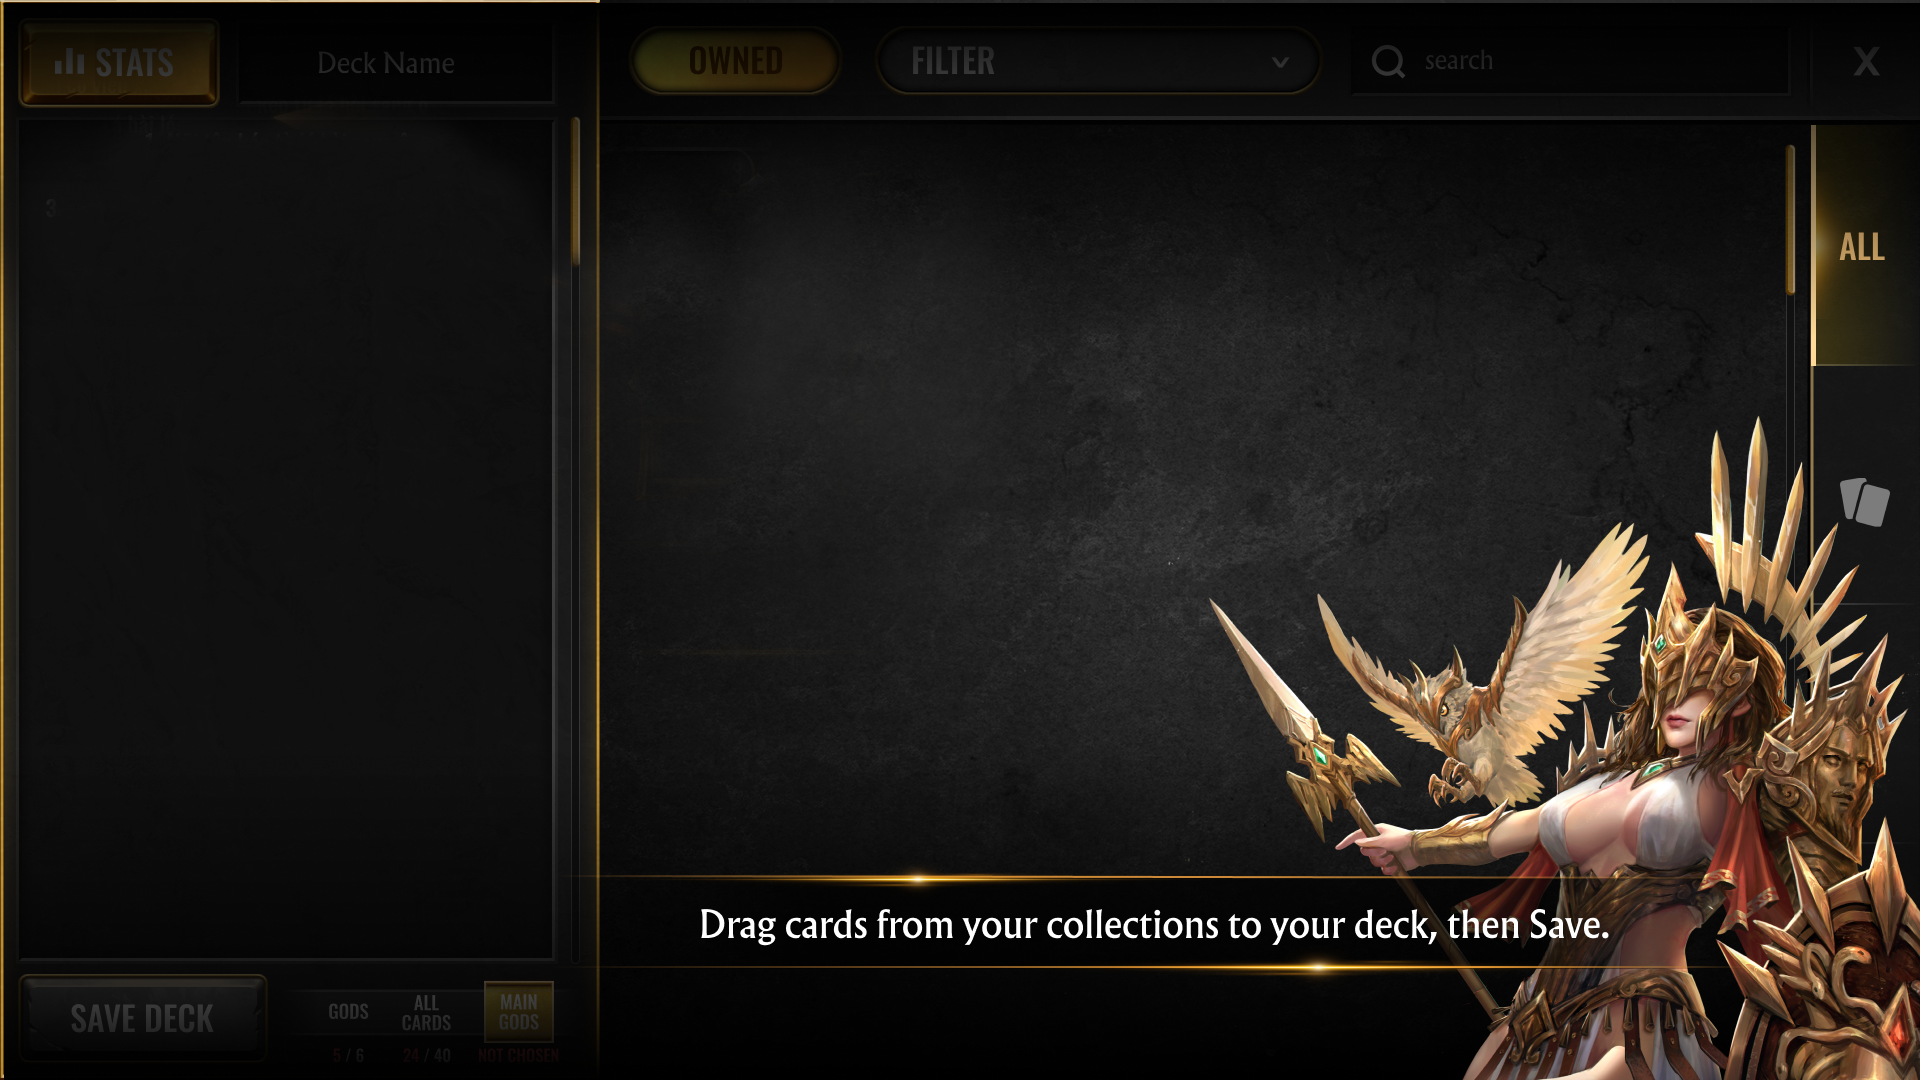 STATS
Deck Name
OWNED
FILTER
search
X
3
ALL
Drag cards from your collections to your deck, then Save.
SAVE DECK
GODS
5 / 6
ALL
CARDS
24 / 40
MAIN
GODS
NOT CHOSEN